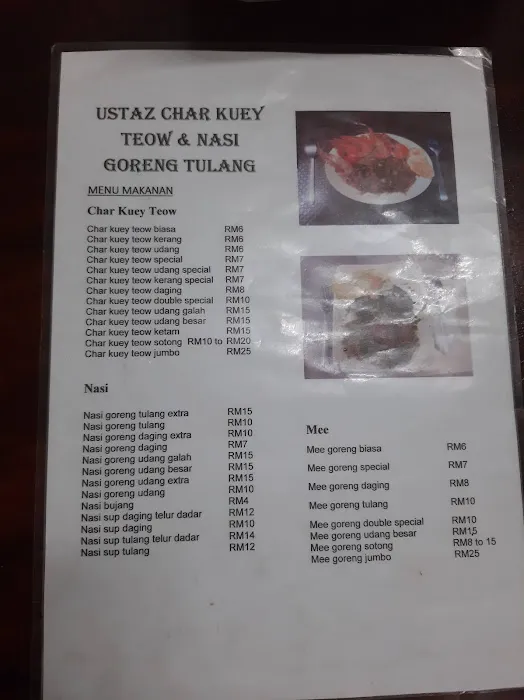 USTAZ CHAR KUEY
TEOW & NASI
GORENG TULANG
MENU MAKANAN
Char Kuey Teow
Char kuey teow biasa RM6
Char kuey teow kerang RM6
Char kuey teow udang RM6
Char kuey teow special RM7
Char kuey teow udang special RM7
Char kuey teow kerang special RM7
Char kuey teow daging RM8
Char kuey teow double special RM10
Char kuey teow udang galah RM15
Char kuey teow udang besar RM15
Char kuey teow ketam RM15
Char kuey teow sotong RM10 to RM20
Char kuey teow jumbo RM25
Nasi
Nasi goreng tulang extra RM15
Nasi goreng tulang RM10
Nasi goreng daging extra RM10
Nasi goreng daging RM7
Nasi goreng udang galah RM15
Nasi goreng udang besar RM15
Nasi goreng udang extra RM15
Nasi goreng udang RM10
Nasi bujang RM4
Nasi sup daging telur dadar RM12
Nasi sup daging RM10
Nasi sup tulang telur dadar RM14
Nasi sup tulang RM12
Mee
Mee goreng biasa RM6
Mee goreng special RM7
Mee goreng daging RM8
Mee goreng tulang RM10
Mee goreng double special RM10
Mee goreng udang besar RM15
Mee goreng sotong RM8 to 15
Mee goreng jumbo RM25